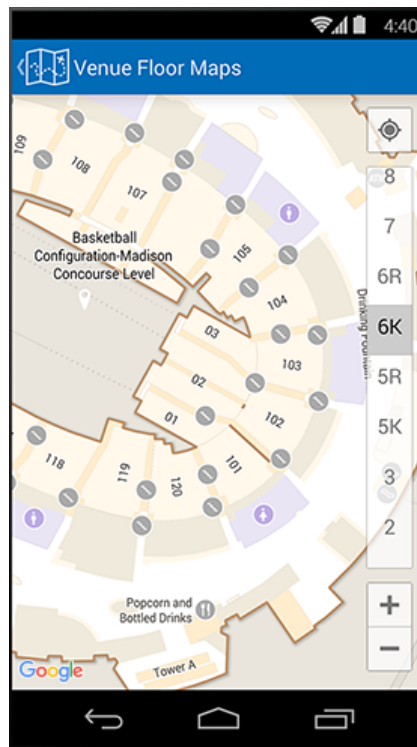 4:40
Venue Floor Maps
109
108
107
105
104
103
102
101
120
119
118
03
02
01
Basketball
Configuration-Madison
Concourse Level
Drinking Fountain
8
7
6R
6K
5R
5K
3
2
+
−
Popcorn and
Bottled Drinks
Tower A
Google